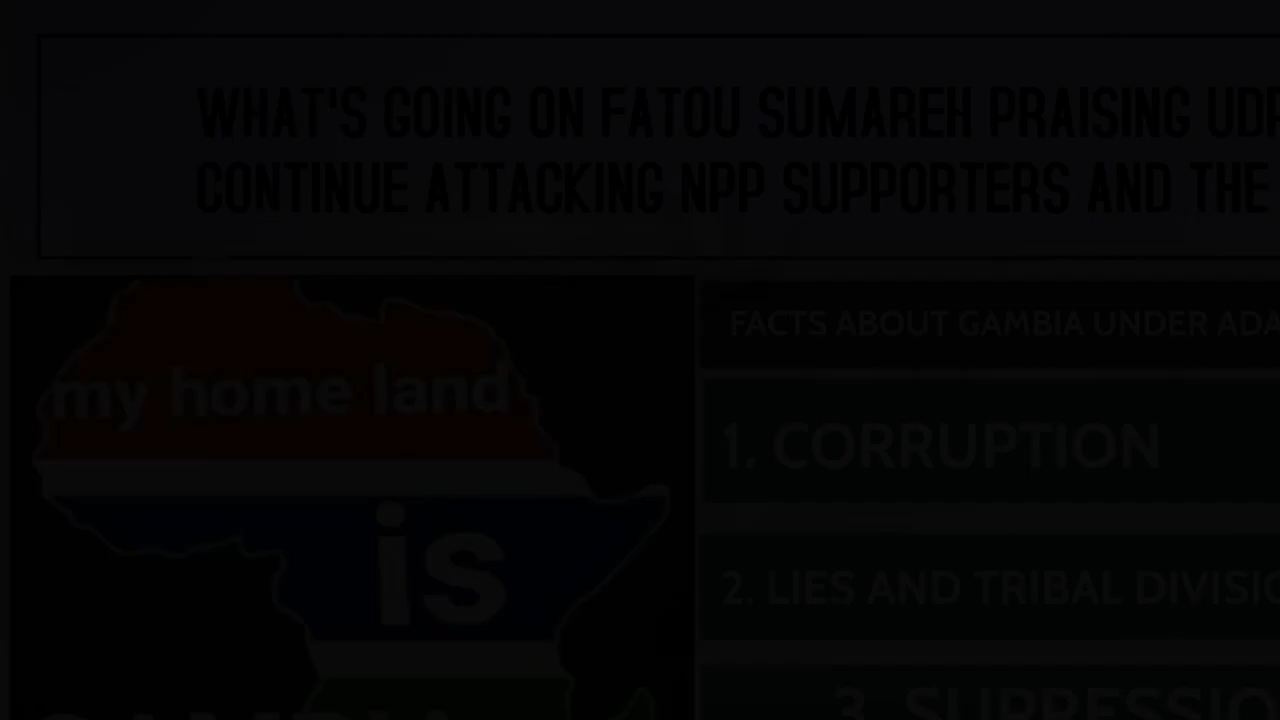 WHAT'S GOING ON FATOU SUMAREH PRAISING
CONTINUE ATTACKING NPP SUPPORTERS AND THE
my home land
is
FACTS ABOUT GAMBIA UNDER
1. CORRUPTION
2. LIES AND TRIBAL
3.